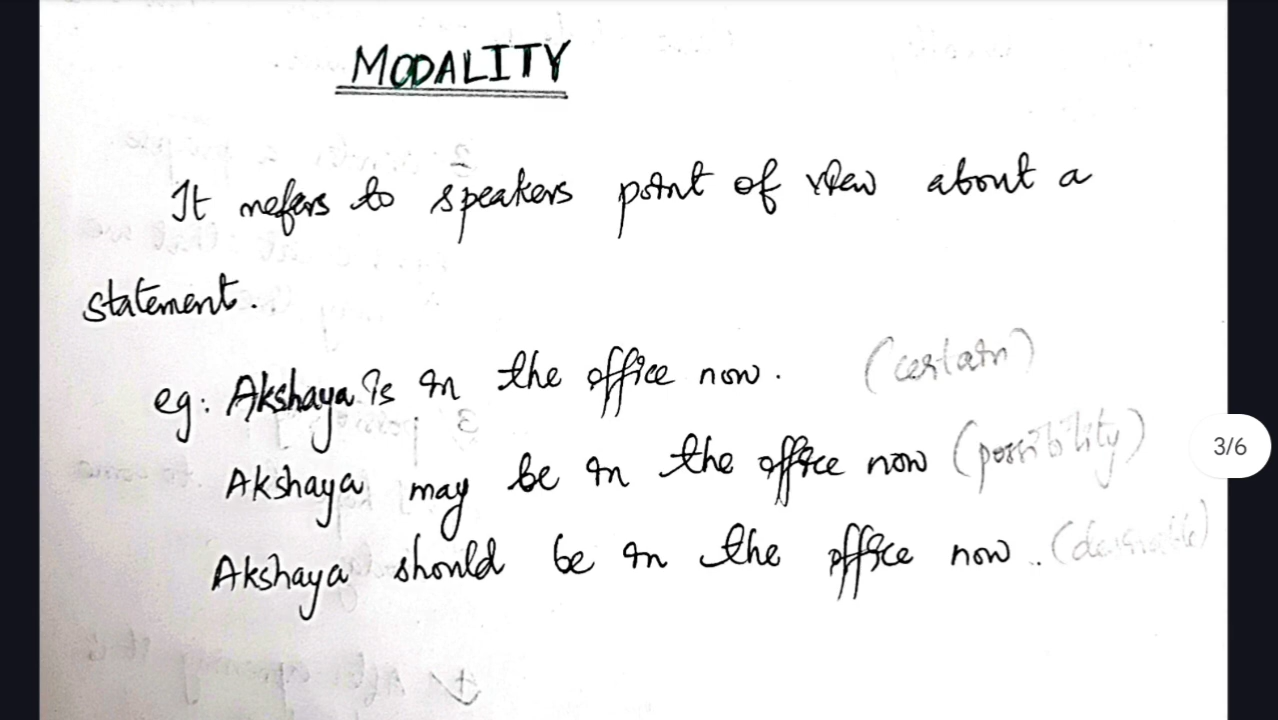 MODALITY
It refers to speakers point of view about a
statement.
eg: Akshaya is in the office now. (certain)
Akshaya may be in the office now (possibility)
3/6
Akshaya should be in the office now .. (desirable)